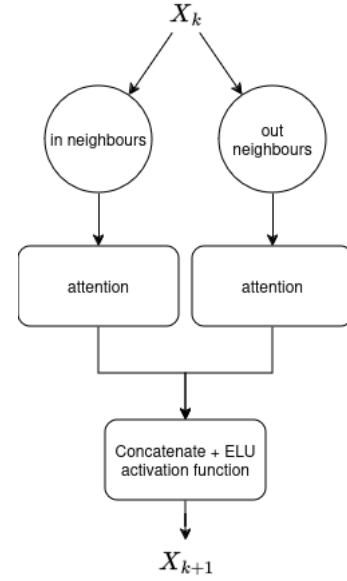 X_k
in neighbours
out
neighbours
attention
attention
Concatenate + ELU
activation function
X_{k+1}